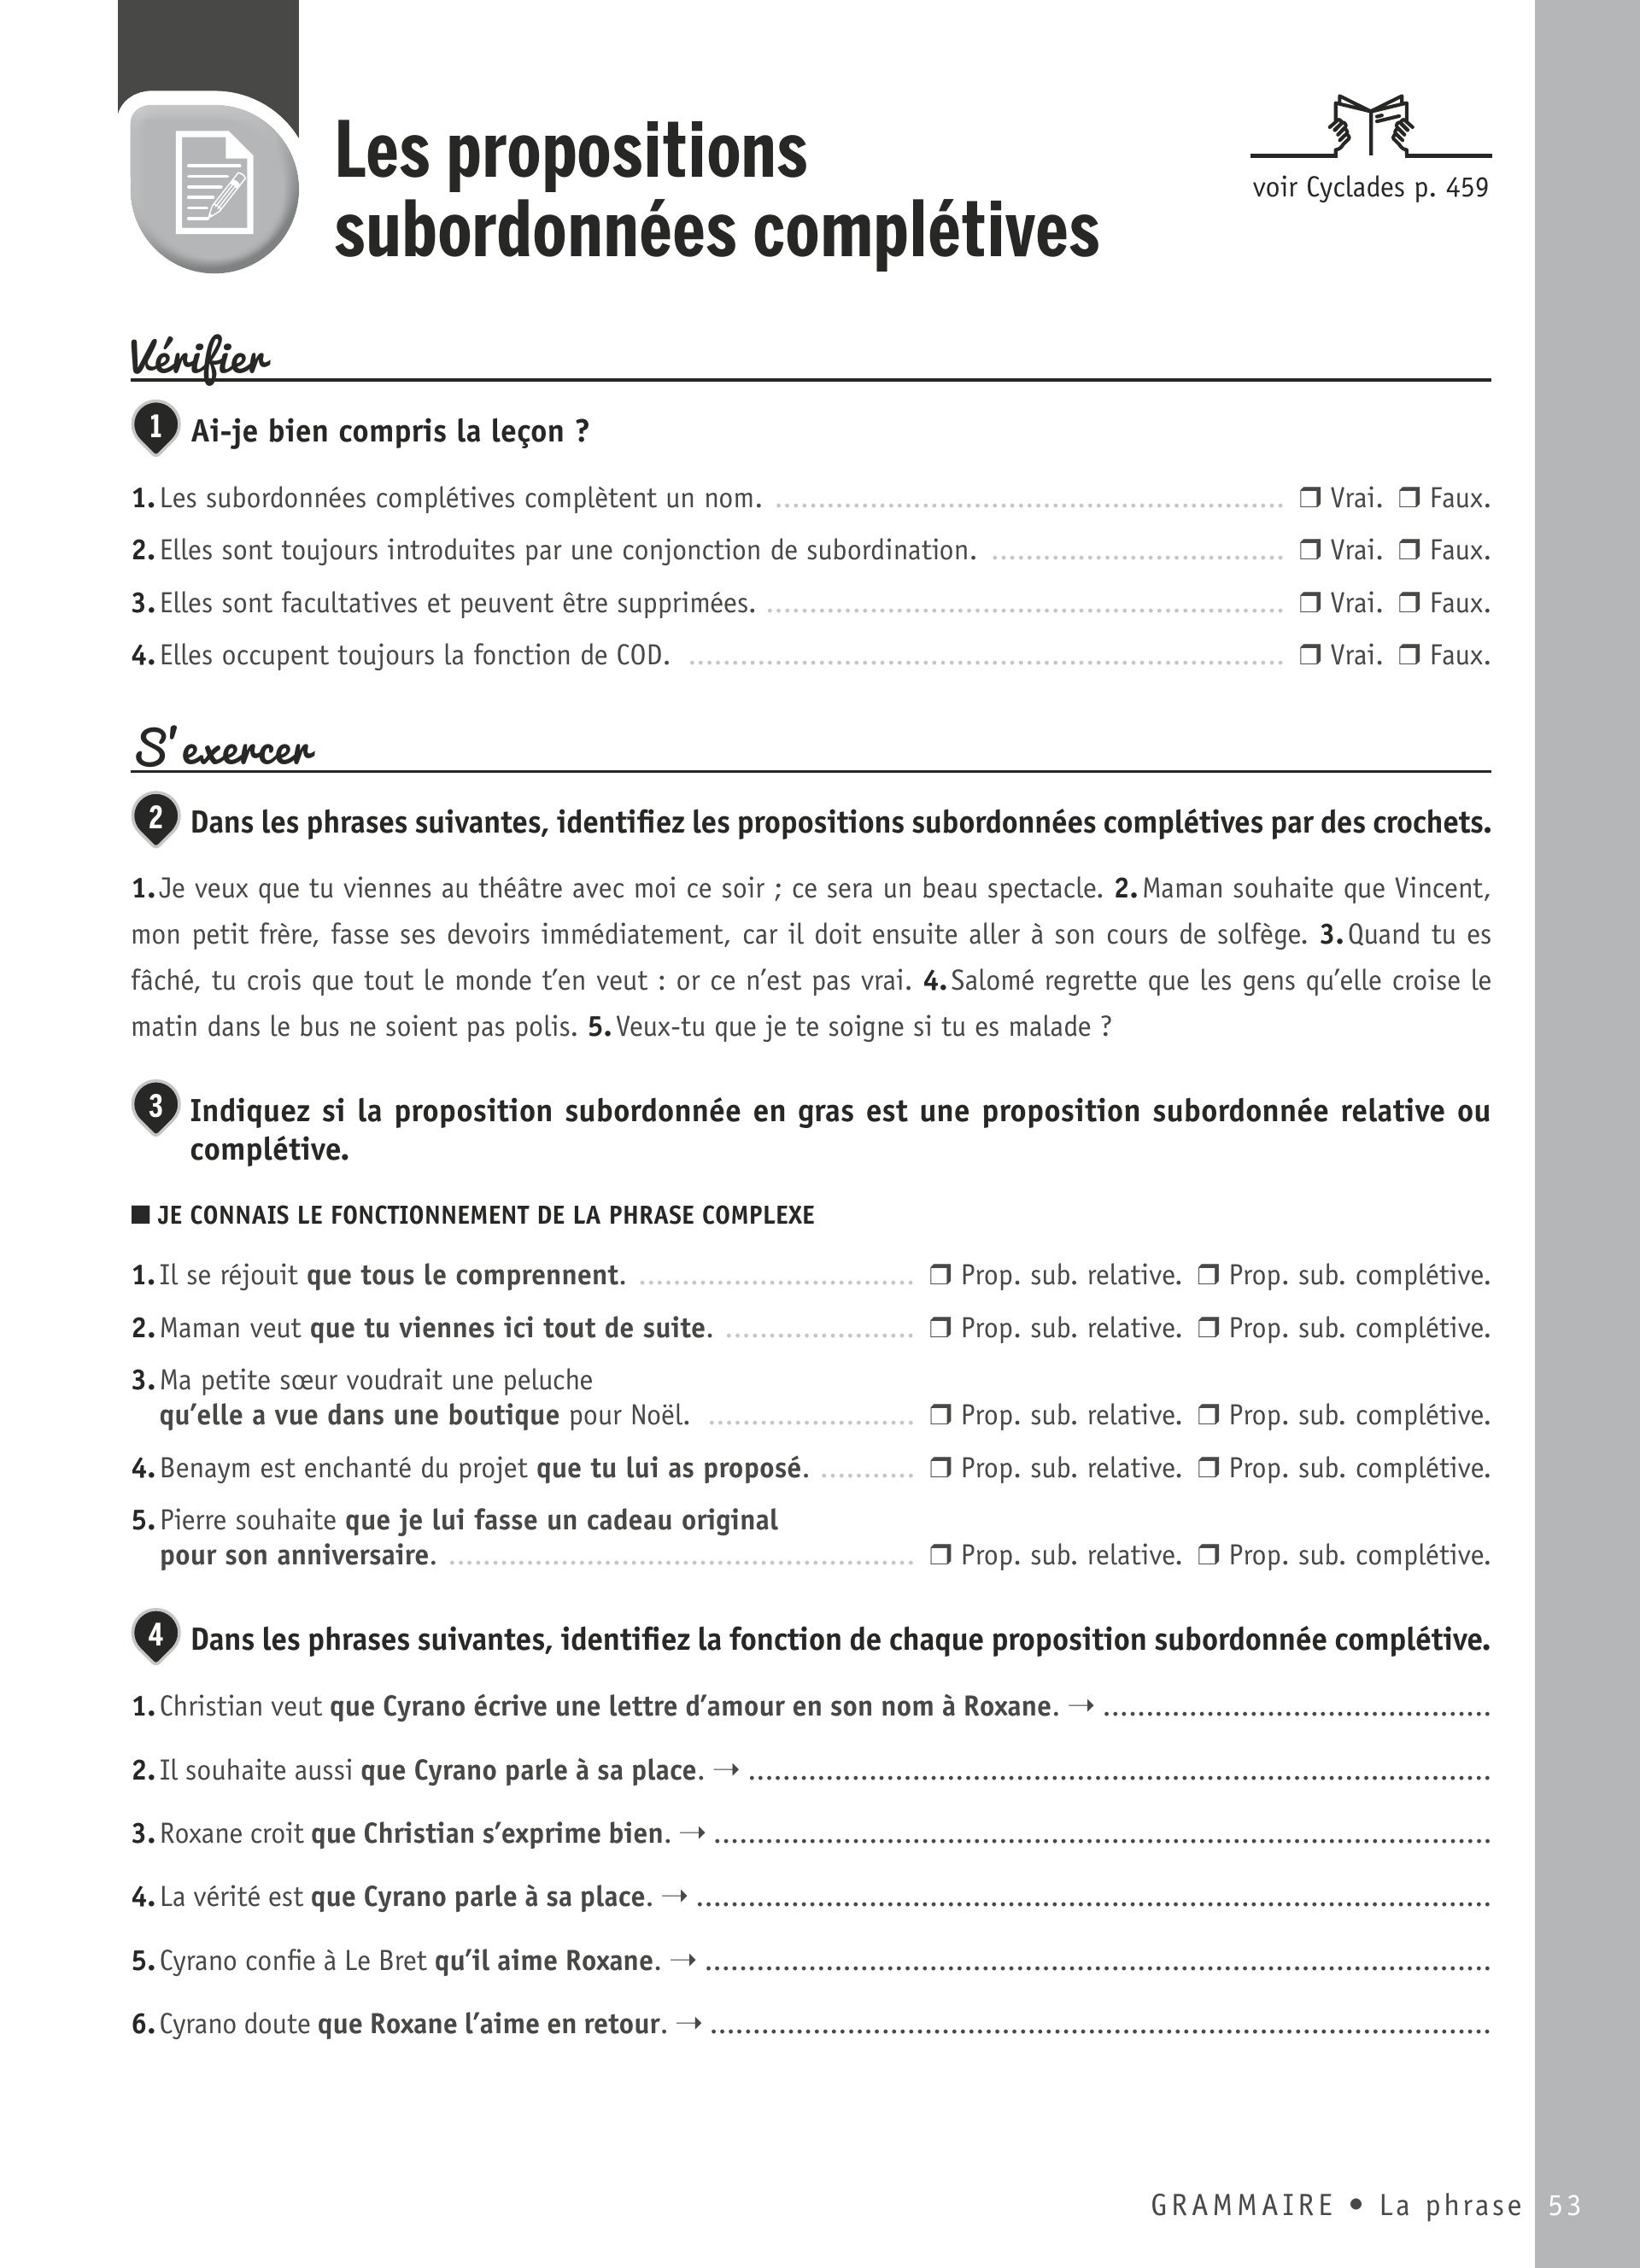 Les propositions
subordonnées complétives
voir Cyclades p. 459
Vérifier
1 Ai-je bien compris la leçon ?
1. Les subordonnées complétives complètent un nom. ❒ Vrai. ❒ Faux.
2. Elles sont toujours introduites par une conjonction de subordination. ❒ Vrai. ❒ Faux.
3. Elles sont facultatives et peuvent être supprimées. ❒ Vrai. ❒ Faux.
4. Elles occupent toujours la fonction de COD. ❒ Vrai. ❒ Faux.
S'exercer
2 Dans les phrases suivantes, identifiez les propositions subordonnées complétives par des crochets.
1. Je veux que tu viennes au théâtre avec moi ce soir ; ce sera un beau spectacle. 2. Maman souhaite que Vincent,
mon petit frère, fasse ses devoirs immédiatement, car il doit ensuite aller à son cours de solfège. 3. Quand tu es
fâché, tu crois que tout le monde t’en veut : or ce n’est pas vrai. 4. Salomé regrette que les gens qu’elle croise le
matin dans le bus ne soient pas polis. 5. Veux-tu que je te soigne si tu es malade ?
3 Indiquez si la proposition subordonnée en gras est une proposition subordonnée relative ou
complétive.
■ JE CONNAIS LE FONCTIONNEMENT DE LA PHRASE COMPLEXE
1. Il se réjouit que tous le comprennent. ❒ Prop. sub. relative. ❒ Prop. sub. complétive.
2. Maman veut que tu viennes ici tout de suite. ❒ Prop. sub. relative. ❒ Prop. sub. complétive.
3. Ma petite sœur voudrait une peluche
qu’elle a vue dans une boutique pour Noël. ❒ Prop. sub. relative. ❒ Prop. sub. complétive.
4. Benaym est enchanté du projet que tu lui as proposé. ❒ Prop. sub. relative. ❒ Prop. sub. complétive.
5. Pierre souhaite que je lui fasse un cadeau original
pour son anniversaire. ❒ Prop. sub. relative. ❒ Prop. sub. complétive.
4 Dans les phrases suivantes, identifiez la fonction de chaque proposition subordonnée complétive.
1. Christian veut que Cyrano écrive une lettre d’amour en son nom à Roxane. →
2. Il souhaite aussi que Cyrano parle à sa place. →
3. Roxane croit que Christian s’exprime bien. →
4. La vérité est que Cyrano parle à sa place. →
5. Cyrano confie à Le Bret qu’il aime Roxane. →
6. Cyrano doute que Roxane l’aime en retour. →
GRAMMAIRE • La phrase 53